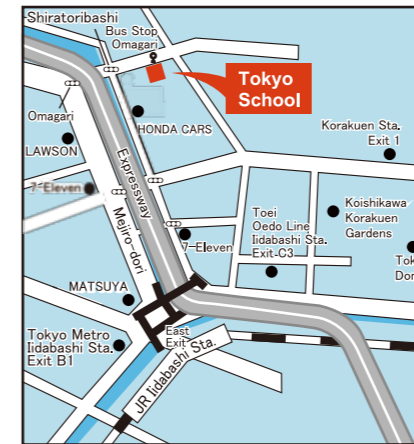 Shiratoribashi
Bus Stop
Omagari
Tokyo
School
Omagari
HONDA CARS
LAWSON
Korakuen Sta.
Exit 1
7-Eleven
Expressway
Mejiro-dori
7-Eleven
Toei
Oedo Line
Iidabashi Sta.
Exit C3
Koishikawa
Korakuen
Gardens
Tok
Dor
MATSUYA
Tokyo Metro
Iidabashi Sta.
Exit B1
East
Exit
JR Iidabashi Sta.